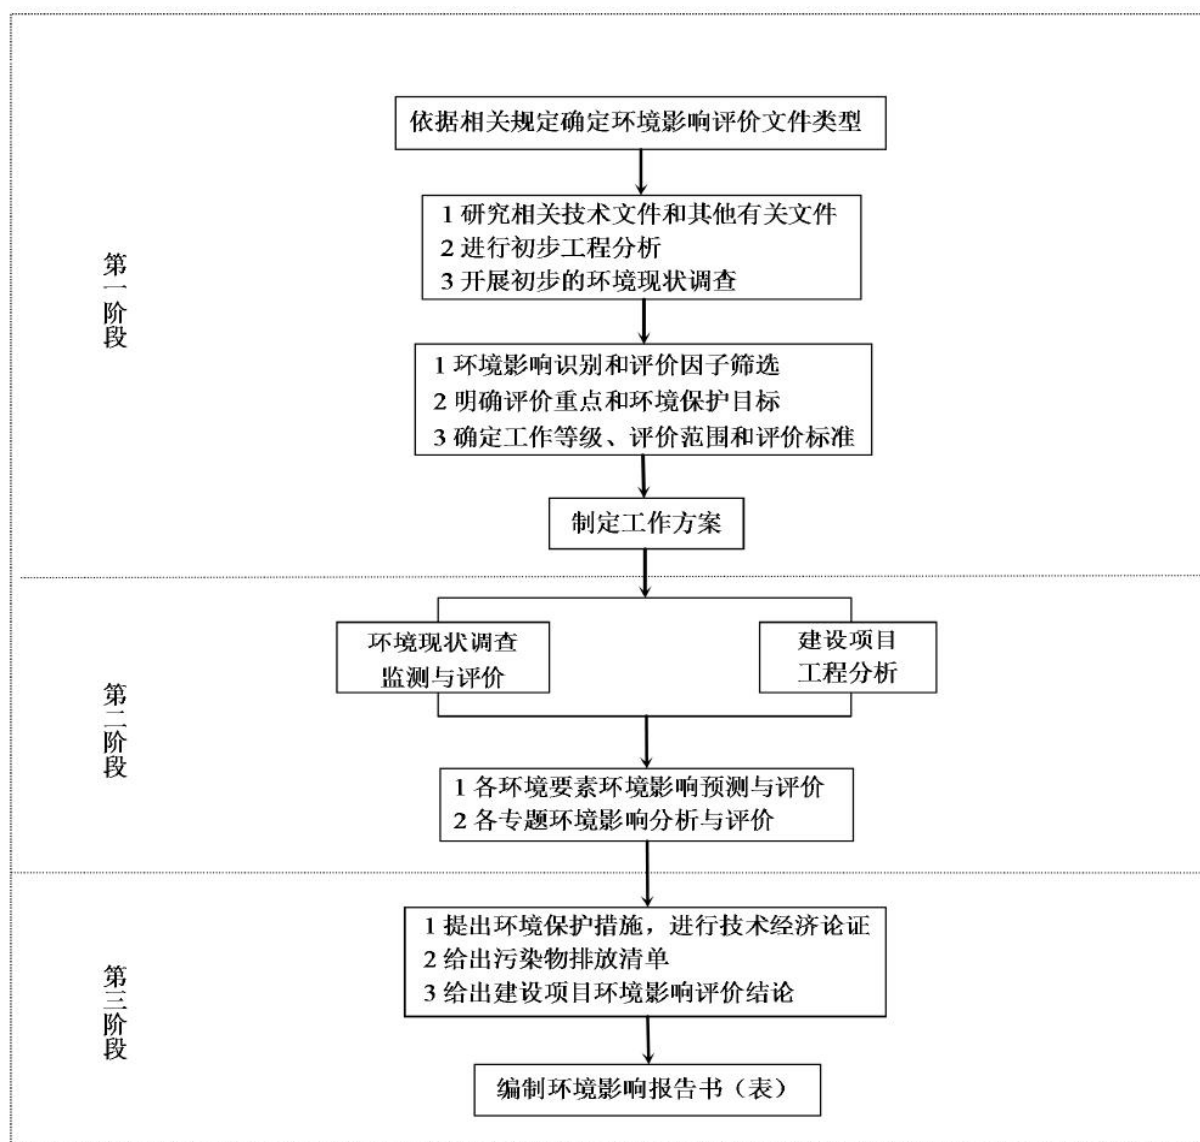 依据相关规定确定环境影响评价文件类型
1 研究相关技术文件和其他有关文件
2 进行初步工程分析
3 开展初步的环境现状调查
第一阶段
1 环境影响识别和评价因子筛选
2 明确评价重点和环境保护目标
3 确定工作等级、评价范围和评价标准
制定工作方案
环境现状调查
监测与评价
建设项目
工程分析
第二阶段
1 各环境要素环境影响预测与评价
2 各专题环境影响分析与评价
1 提出环境保护措施，进行技术经济论证
2 给出污染物排放清单
3 给出建设项目环境影响评价结论
第三阶段
编制环境影响报告书（表）